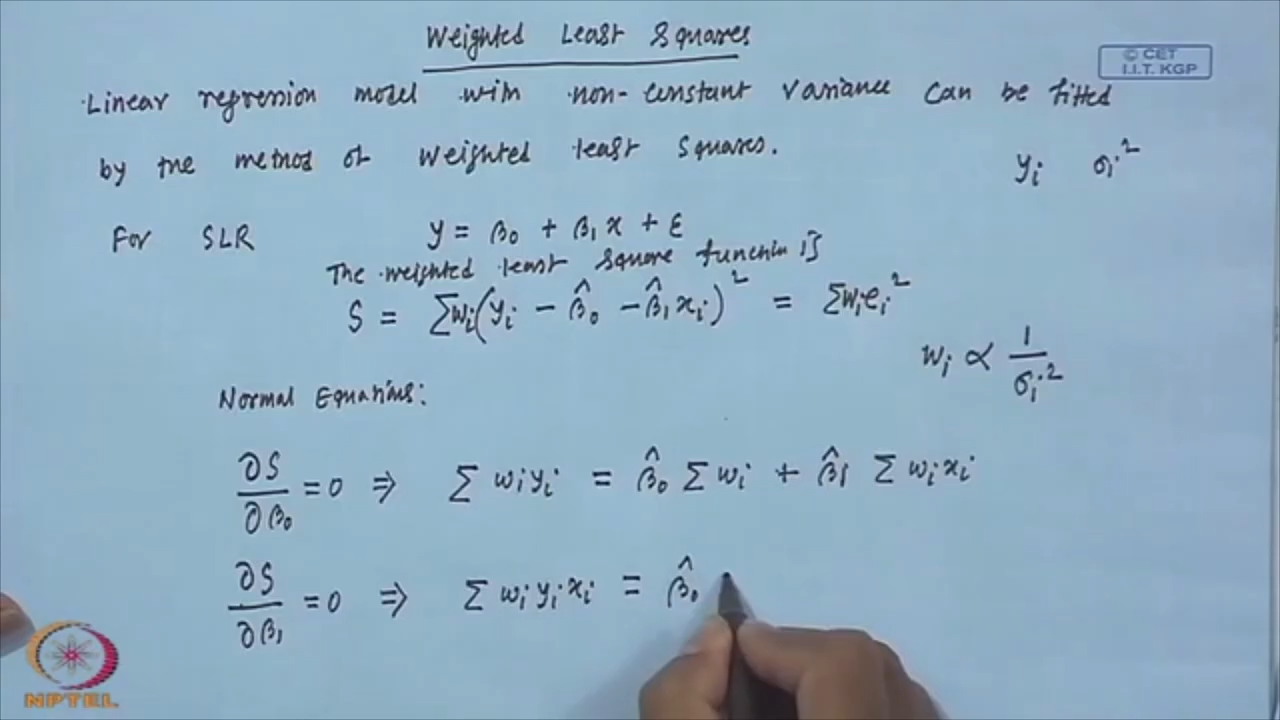 Weighted Least Squares
© CET
I.I.T. KGP
Linear regression model with non-constant variance can be fitted
by the method of weighted least squares.
yᵢ σᵢ²
For SLR y = β₀ + β₁x + ε
The weighted least square function is
S = Σwᵢ(yᵢ − β̂₀ − β̂₁xᵢ)² = Σwᵢeᵢ²
wᵢ ∝ 1/σᵢ²
Normal Equations:
∂S/∂β₀ = 0 ⇒ Σ wᵢyᵢ = β̂₀ Σ wᵢ + β̂₁ Σ wᵢxᵢ
∂S/∂β₁ = 0 ⇒ Σ wᵢyᵢxᵢ = β̂₀
NPTEL